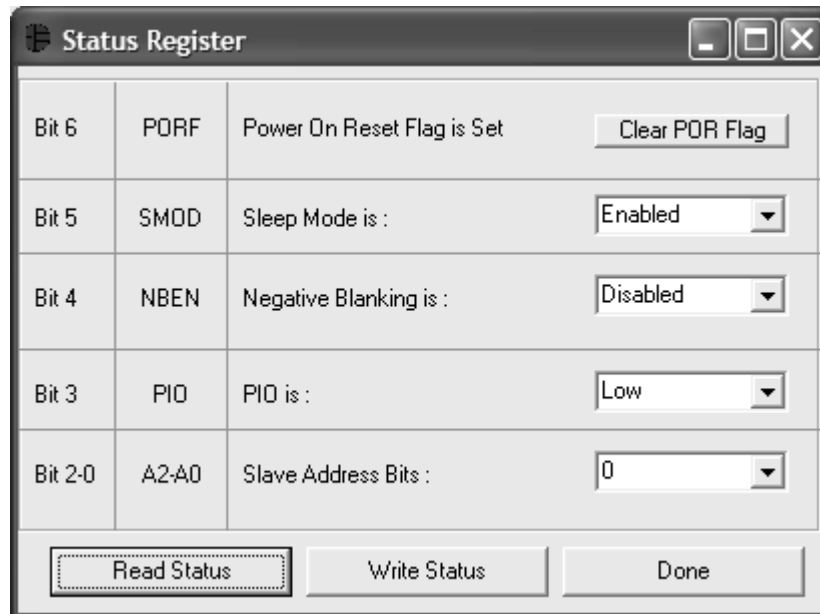 Status Register
Bit 6 PORF Power On Reset Flag is Set Clear POR Flag
Bit 5 SMOD Sleep Mode is : Enabled
Bit 4 NBEN Negative Blanking is : Disabled
Bit 3 PIO PIO is : Low
Bit 2-0 A2-A0 Slave Address Bits : 0
Read Status Write Status Done